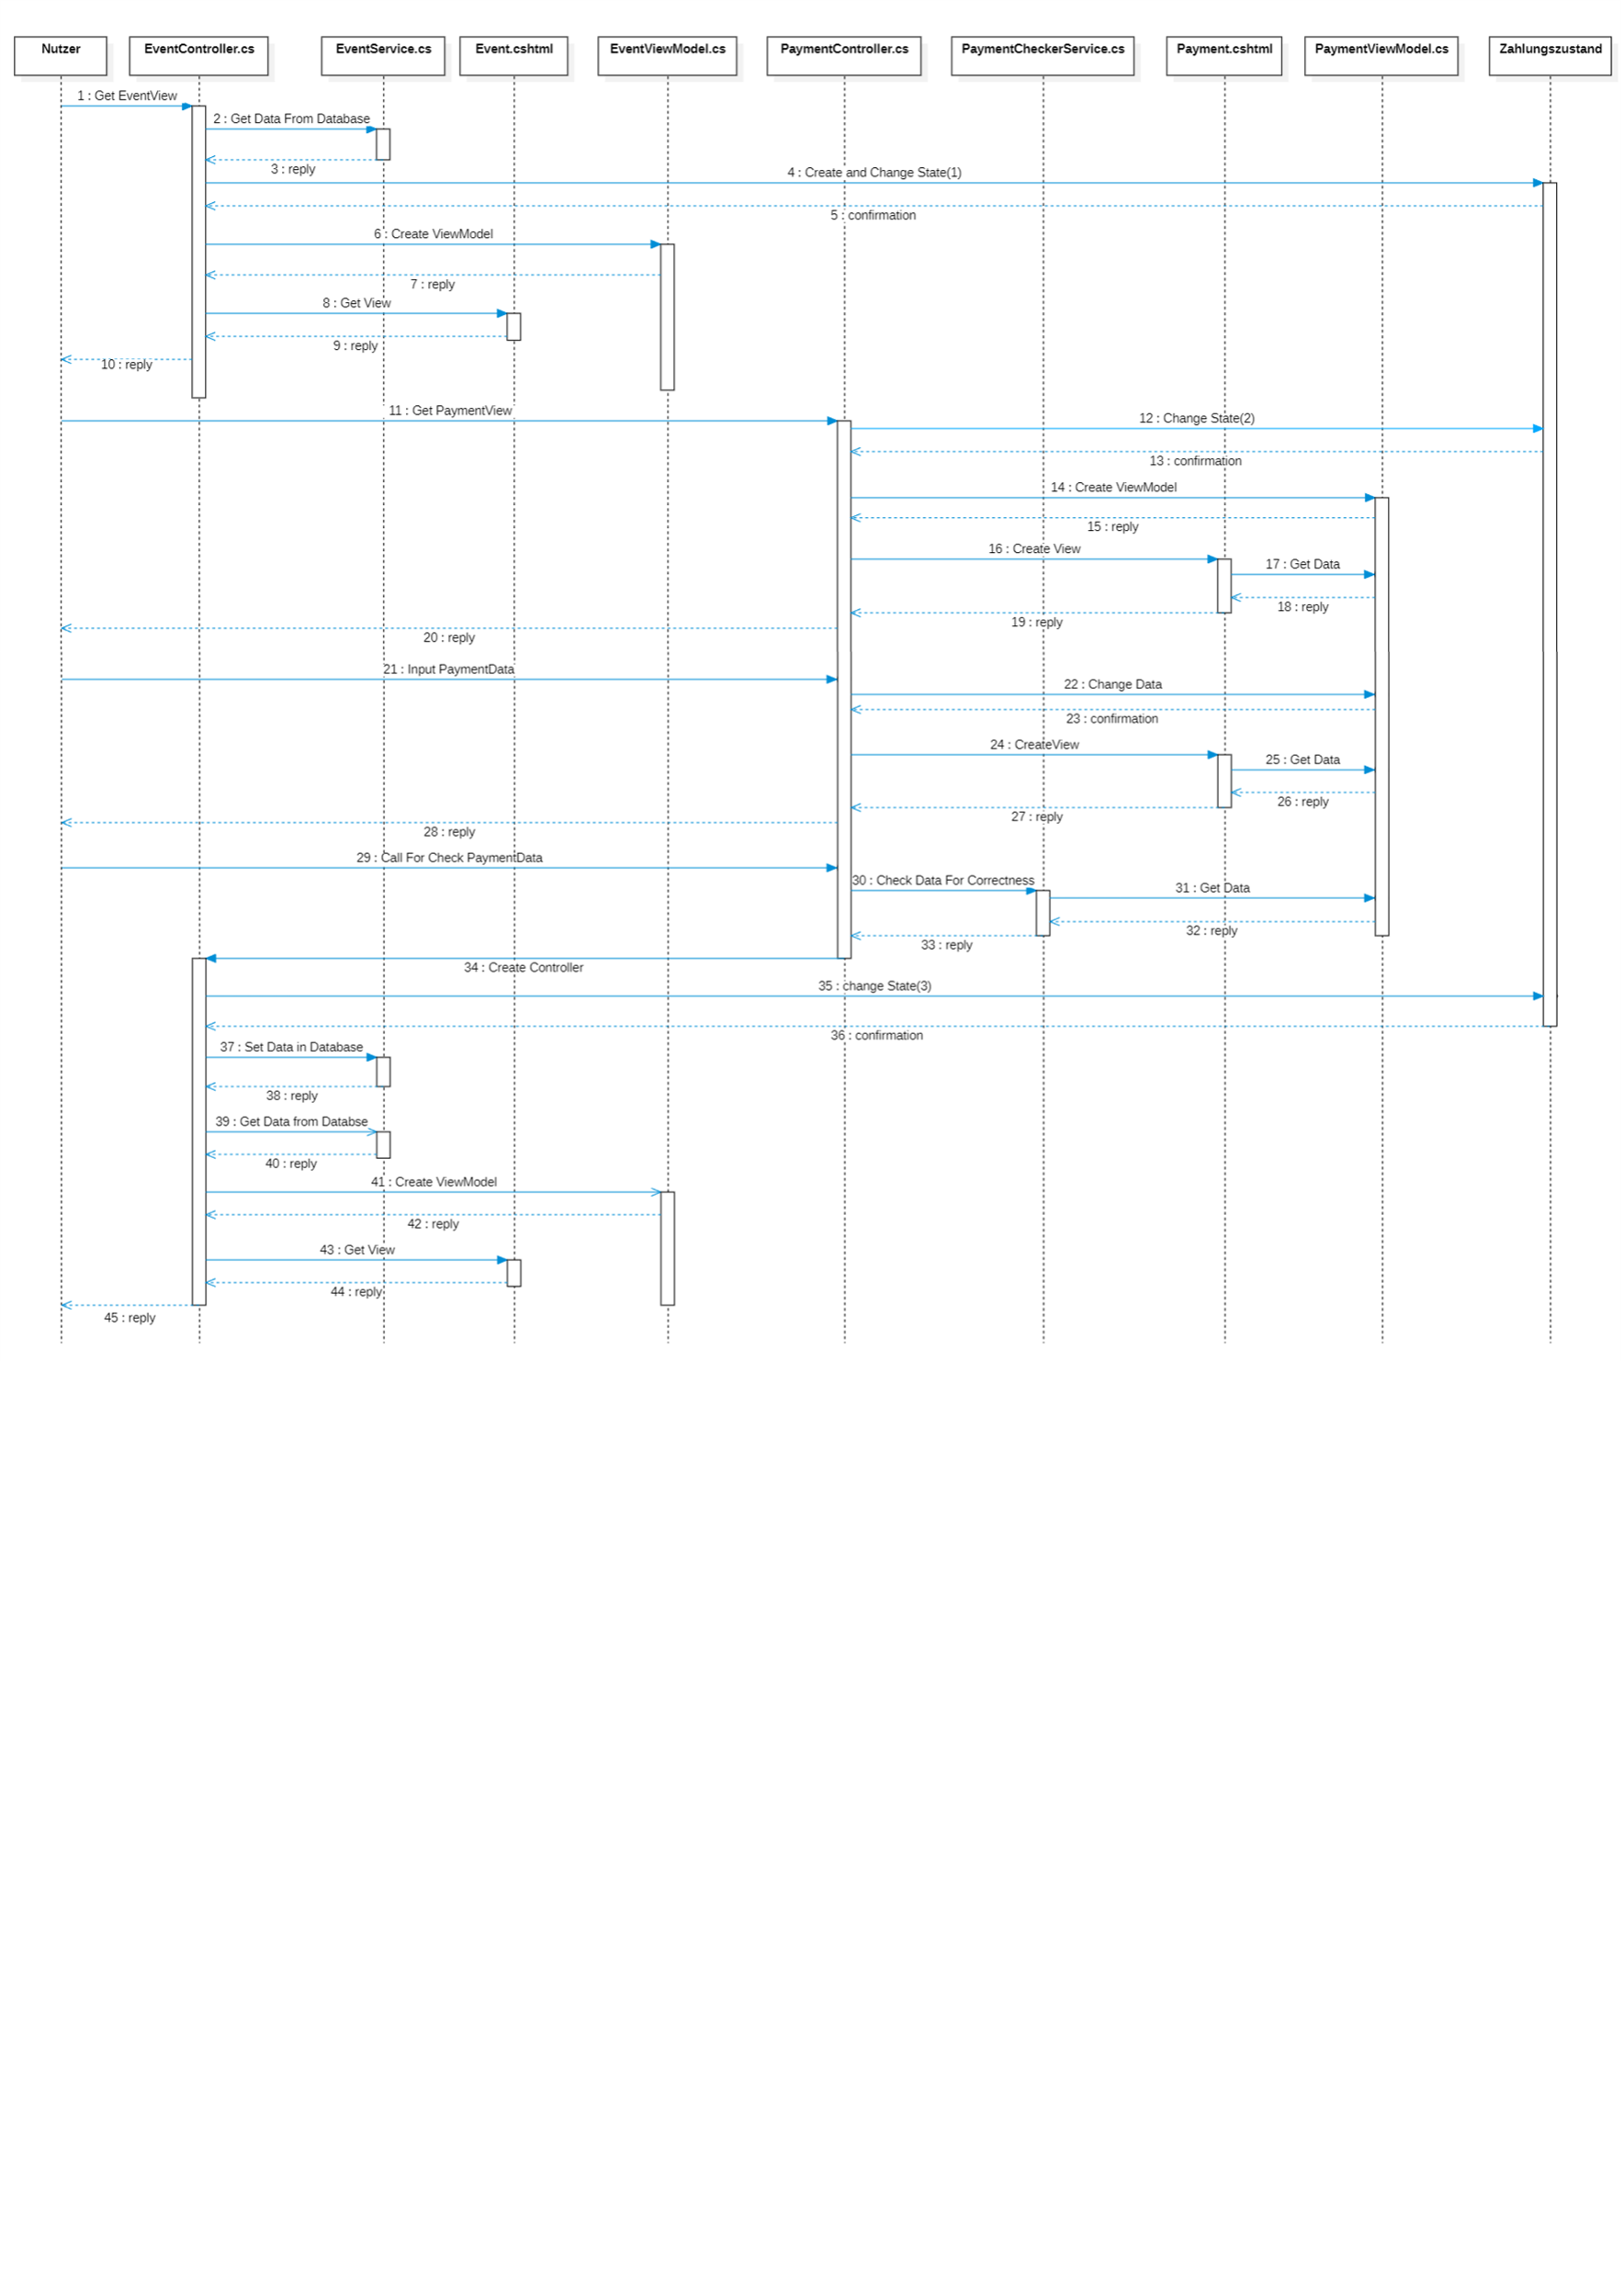 Nutzer
EventController.cs
EventService.cs
Event.cshtml
EventViewModel.cs
PaymentController.cs
PaymentCheckerService.cs
Payment.cshtml
PaymentViewModel.cs
Zahlungszustand
1 : Get EventView
2 : Get Data From Database
3 : reply
4 : Create and Change State(1)
5 : confirmation
6 : Create ViewModel
7 : reply
8 : Get View
9 : reply
10 : reply
11 : Get PaymentView
12 : Change State(2)
13 : confirmation
14 : Create ViewModel
15 : reply
16 : Create View
17 : Get Data
18 : reply
19 : reply
20 : reply
21 : Input PaymentData
22 : Change Data
23 : confirmation
24 : CreateView
25 : Get Data
26 : reply
27 : reply
28 : reply
29 : Call For Check PaymentData
30 : Check Data For Correctness
31 : Get Data
32 : reply
33 : reply
34 : Create Controller
35 : change State(3)
36 : confirmation
37 : Set Data in Database
38 : reply
39 : Get Data from Databse
40 : reply
41 : Create ViewModel
42 : reply
43 : Get View
44 : reply
45 : reply